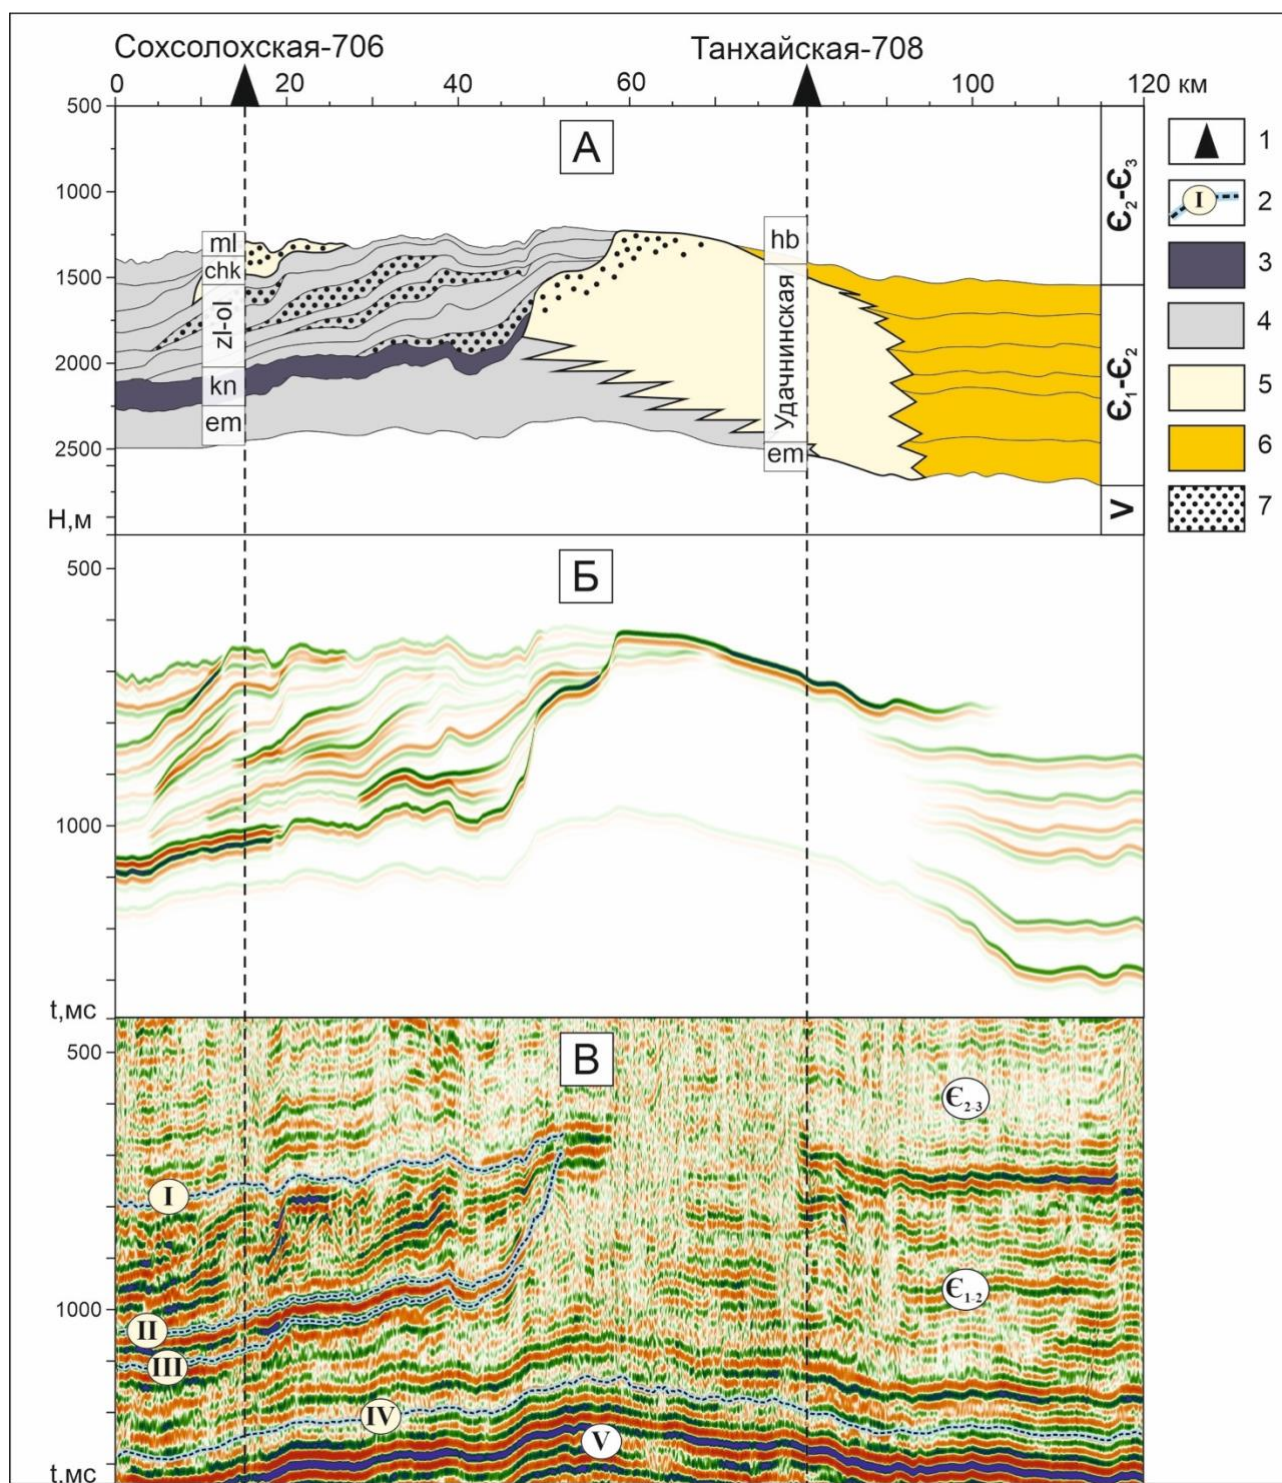 Сохсолохская-706 Танхайская-708
0 20 40 60 100 120 км
500
1000
1500
2000
2500
Н,м
А
ml
chk
zl-ol
kn
em
hb
Удачнинская
em
Є₂-Є₃
Є₁-Є₂
V
1
I 2
3
4
5
6
7
500
Б
1000
t,мс
500
В
Є₂₋₃
I
Є₁₋₂
1000
II
III
IV
V
t,мс